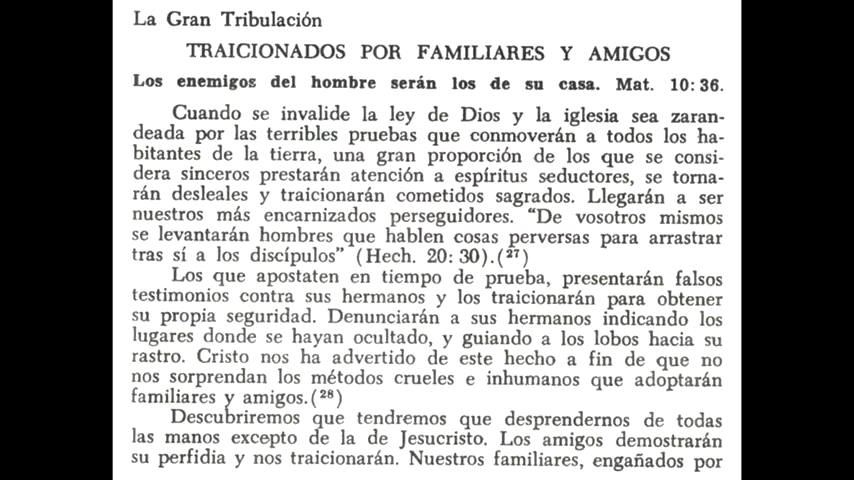 La Gran Tribulación
TRAICIONADOS POR FAMILIARES Y AMIGOS
Los enemigos del hombre serán los de su casa. Mat. 10:36.
Cuando se invalide la ley de Dios y la iglesia sea zaran-
deada por las terribles pruebas que conmoverán a todos los ha-
bitantes de la tierra, una gran proporción de los que se consi-
dera sinceros prestarán atención a espíritus seductores, se torna-
rán desleales y traicionarán cometidos sagrados. Llegarán a ser
nuestros más encarnizados perseguidores. “De vosotros mismos
se levantarán hombres que hablen cosas perversas para arrastrar
tras sí a los discípulos” (Hech. 20:30).(²⁷)
Los que apostaten en tiempo de prueba, presentarán falsos
testimonios contra sus hermanos y los traicionarán para obtener
su propia seguridad. Denunciarán a sus hermanos indicando los
lugares donde se hayan ocultado, y guiando a los lobos hacia su
rastro. Cristo nos ha advertido de este hecho a fin de que no
nos sorprendan los métodos crueles e inhumanos que adoptarán
familiares y amigos.(²⁸)
Descubriremos que tendremos que desprendernos de todas
las manos excepto de la de Jesucristo. Los amigos demostrarán
su perfidia y nos traicionarán. Nuestros familiares, engañados por